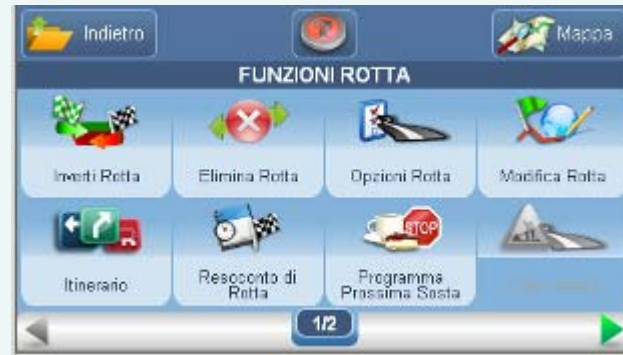 Indietro
Mappa
FUNZIONI ROTTA
Inverti Rotta
Elimina Rotta
Opzioni Rotta
Modifica Rotta
STOP
Itinerario
Resoconto di
Rotta
Programma
Prossima Sosta
1/2